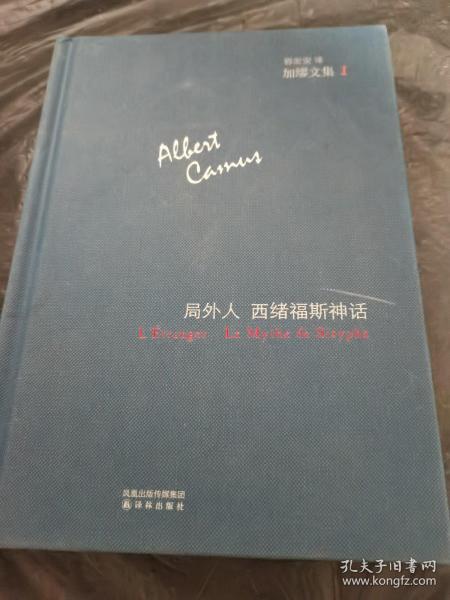 郭宏安 译
加缪文集 1
Albert
Camus
局外人 西绪福斯神话
L'Étranger Le Mythe de Sisyphe
凤凰出版传媒集团
译林出版社
孔夫子旧书网
www.kongfz.com